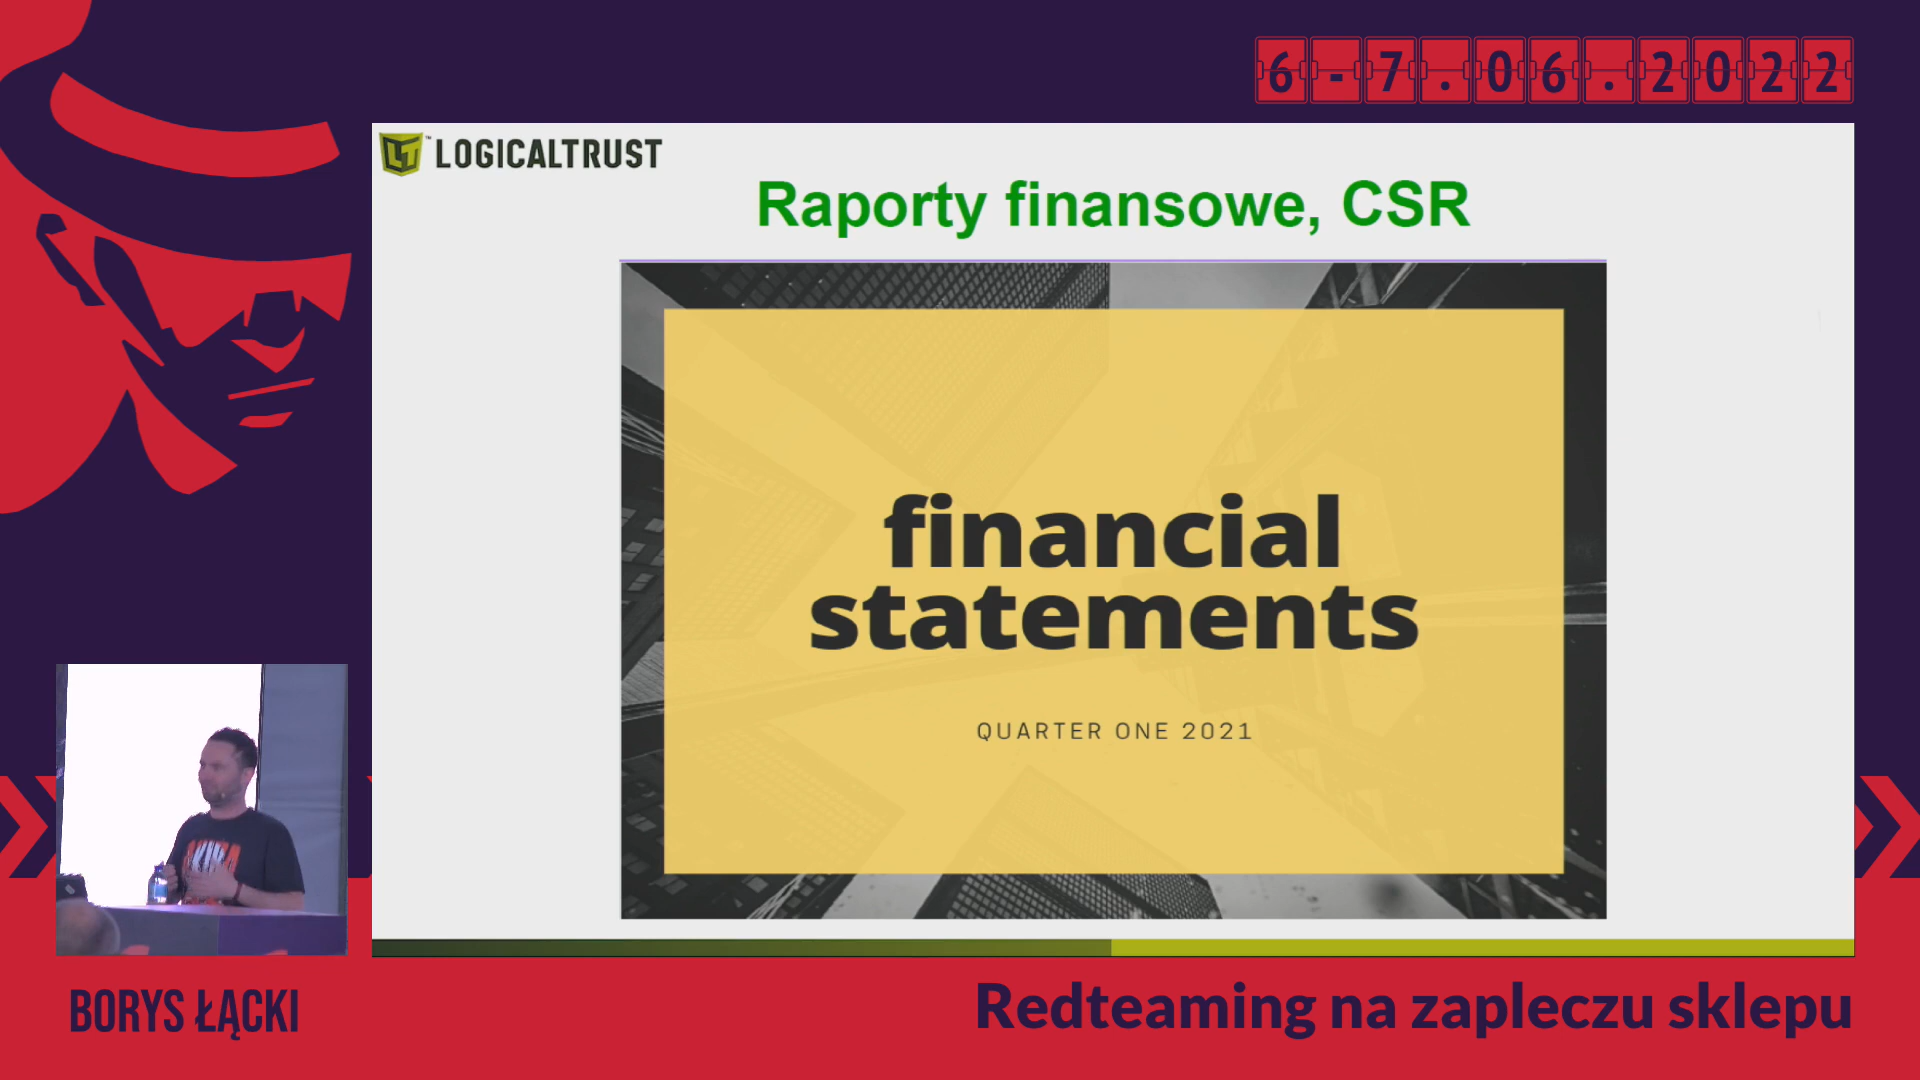 6-7.06.2022
LOGICALTRUST
Raporty finansowe, CSR
financial
statements
QUARTER ONE 2021
AKIRA
BORYS ŁĄCKI
Redteaming na zapleczu sklepu